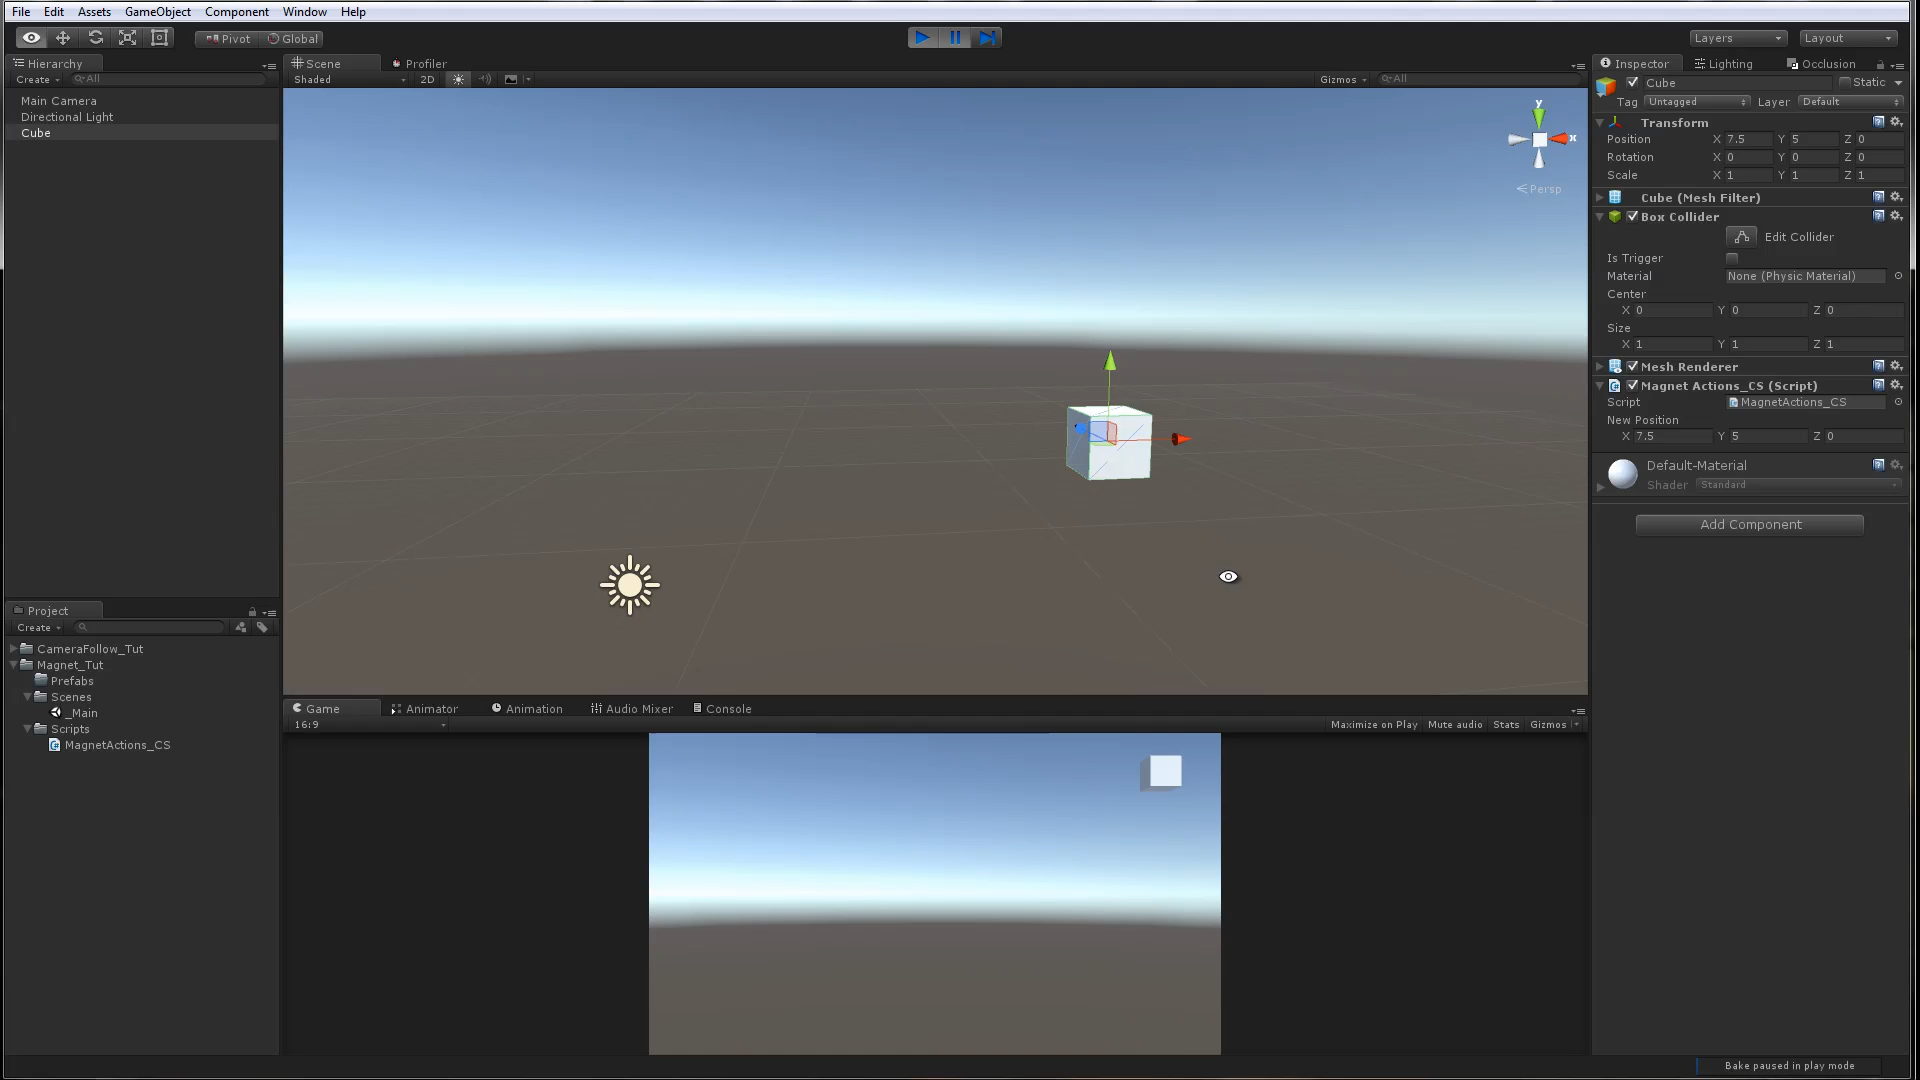 File Edit Assets GameObject Component Window Help
Pivot Global Layers Layout
Hierarchy
Create All
Main Camera
Directional Light
Cube
Scene Profiler
Shaded 2D Gizmos All
y
x
Persp
Inspector Lighting Occlusion
Cube Static
Tag Untagged Layer Default
Transform
Position X 7.5 Y 5 Z 0
Rotation X 0 Y 0 Z 0
Scale X 1 Y 1 Z 1
Cube (Mesh Filter)
Box Collider
Edit Collider
Is Trigger
Material None (Physic Material)
Center
X 0 Y 0 Z 0
Size
X 1 Y 1 Z 1
Mesh Renderer
Magnet Actions_CS (Script)
Script MagnetActions_CS
New Position
X 7.5 Y 5 Z 0
Default-Material
Shader Standard
Add Component
Project
Create
CameraFollow_Tut
Magnet_Tut
Prefabs
Scenes
_Main
Scripts
MagnetActions_CS
Game Animator Animation Audio Mixer Console
16:9 Maximize on Play Mute audio Stats Gizmos
Bake paused in play mode